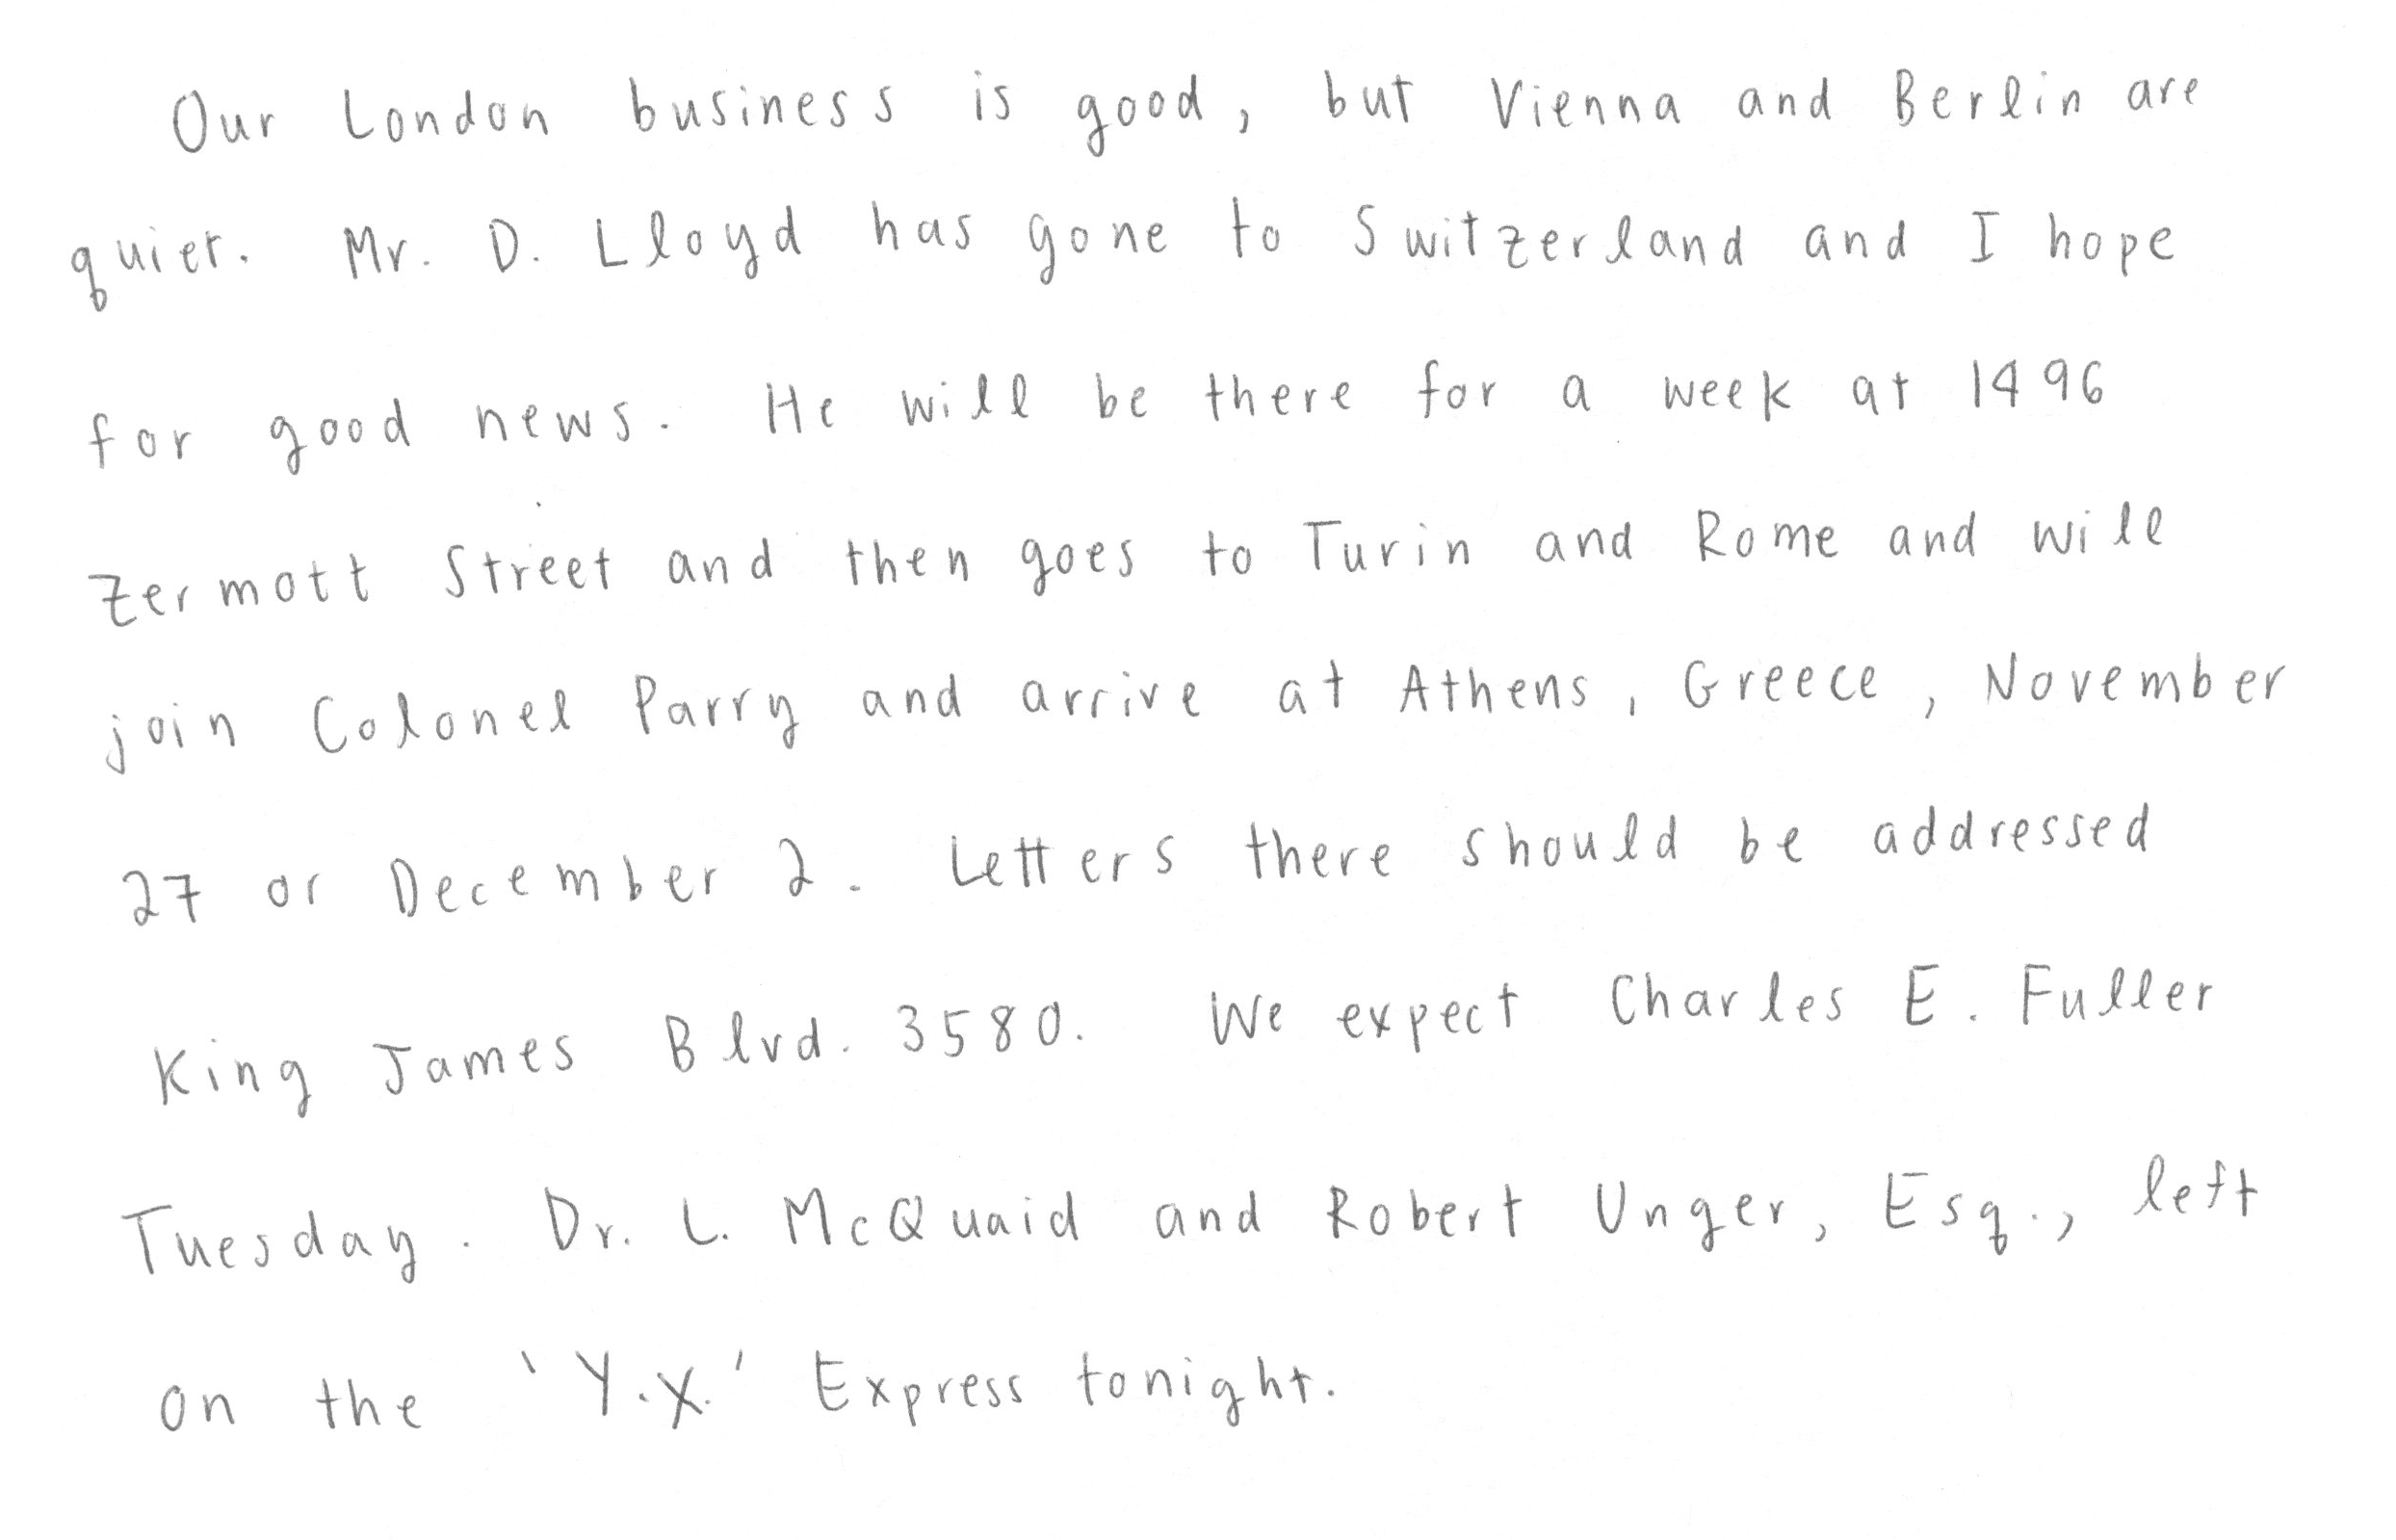 Our London business is good, but Vienna and Berlin are
quiet. Mr. D. Lloyd has gone to Switzerland and I hope
for good news. He will be there for a week at 1496
Zermott Street and then goes to Turin and Rome and will
join Colonel Parry and arrive at Athens, Greece, November
27 or December 2. Letters there should be addressed
King James Blvd. 3580. We expect Charles E. Fuller
Tuesday. Dr. L. McQuaid and Robert Unger, Esq., left
on the 'Y.X.' Express tonight.